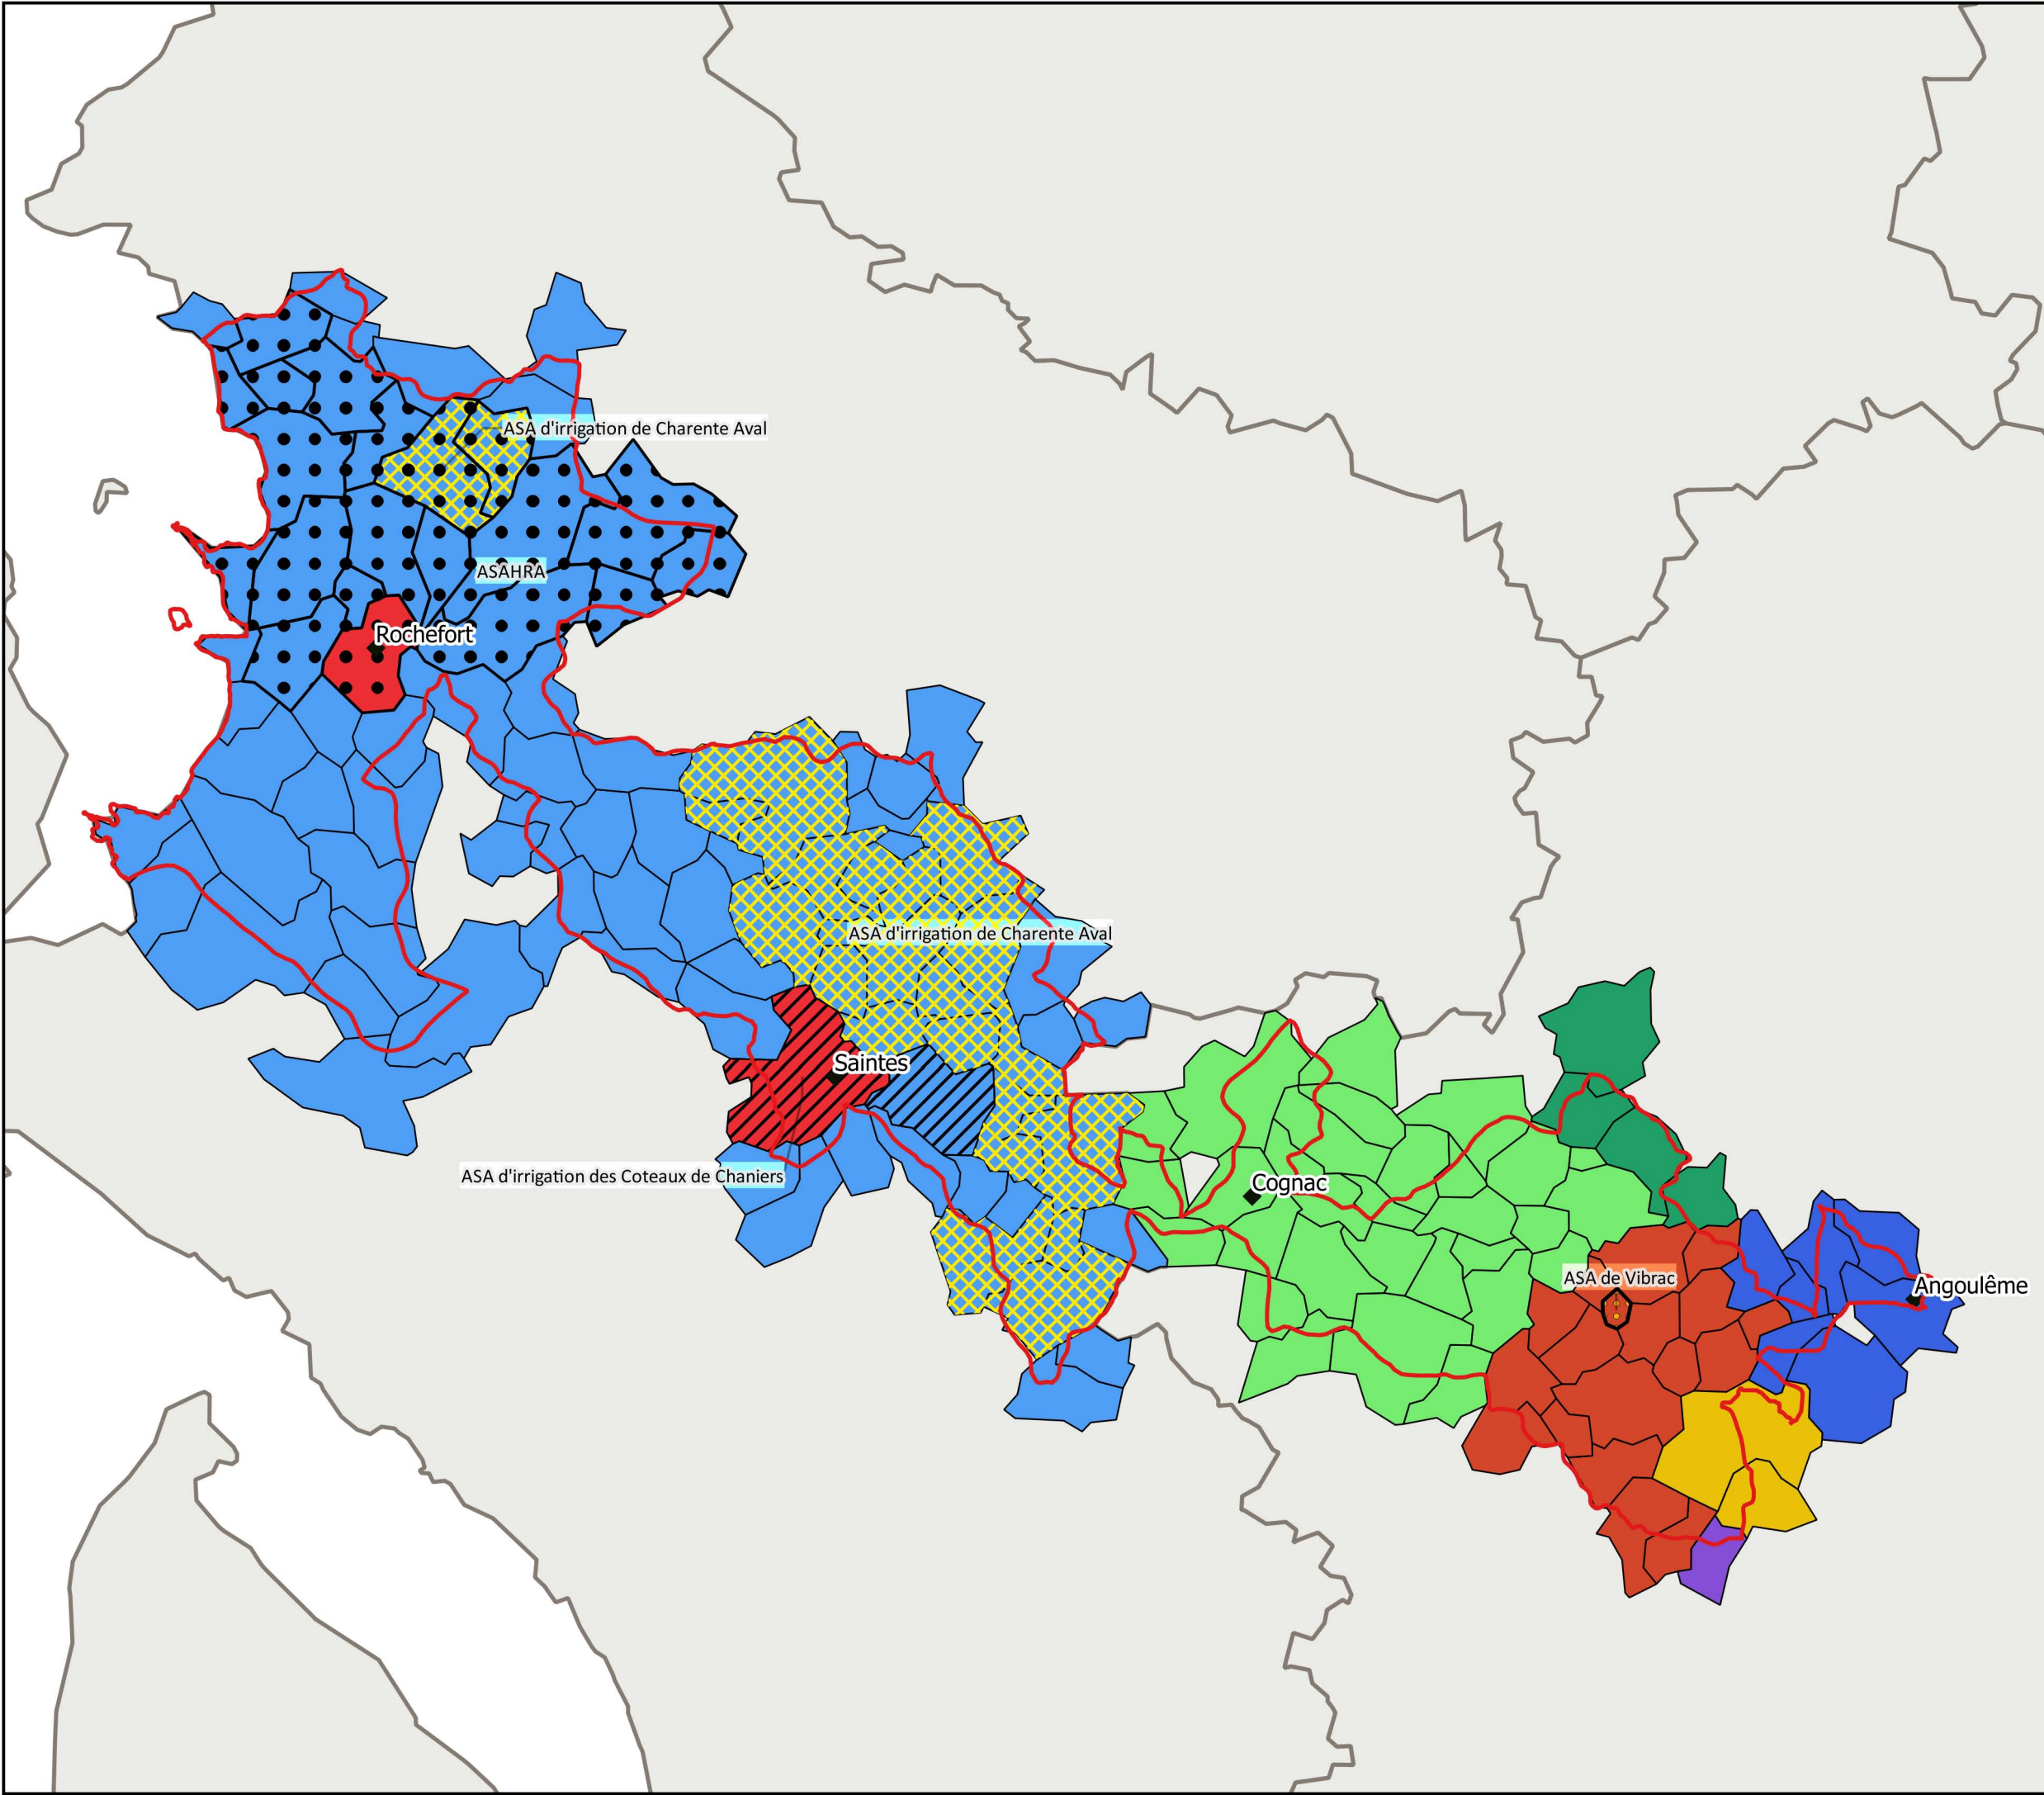 ASA d'irrigation de Charente Aval
ASAHRA
Rochefort
ASA d'irrigation de Charente Aval
Saintes
ASA d'irrigation des Coteaux de Chaniers
Cognac
ASA de Vibrac
Angoulême